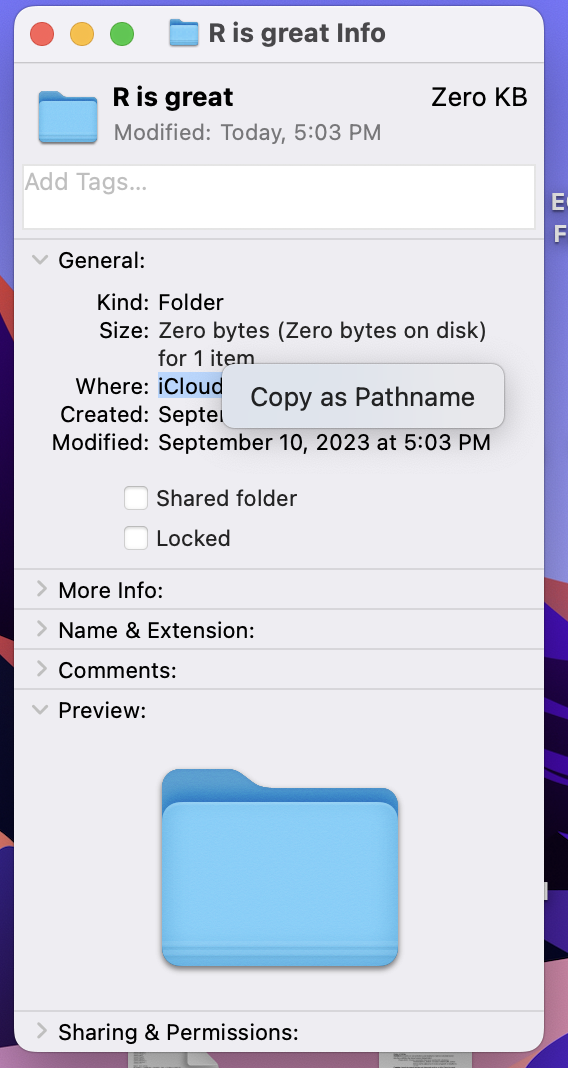 R is great Info
R is great
Zero KB
Modified: Today, 5:03 PM
Add Tags...
General:
Kind: Folder
Size: Zero bytes (Zero bytes on disk)
for 1 item
Where: iCloud
Copy as Pathname
Created: Septe
Modified: September 10, 2023 at 5:03 PM
Shared folder
Locked
More Info:
Name & Extension:
Comments:
Preview:
Sharing & Permissions: